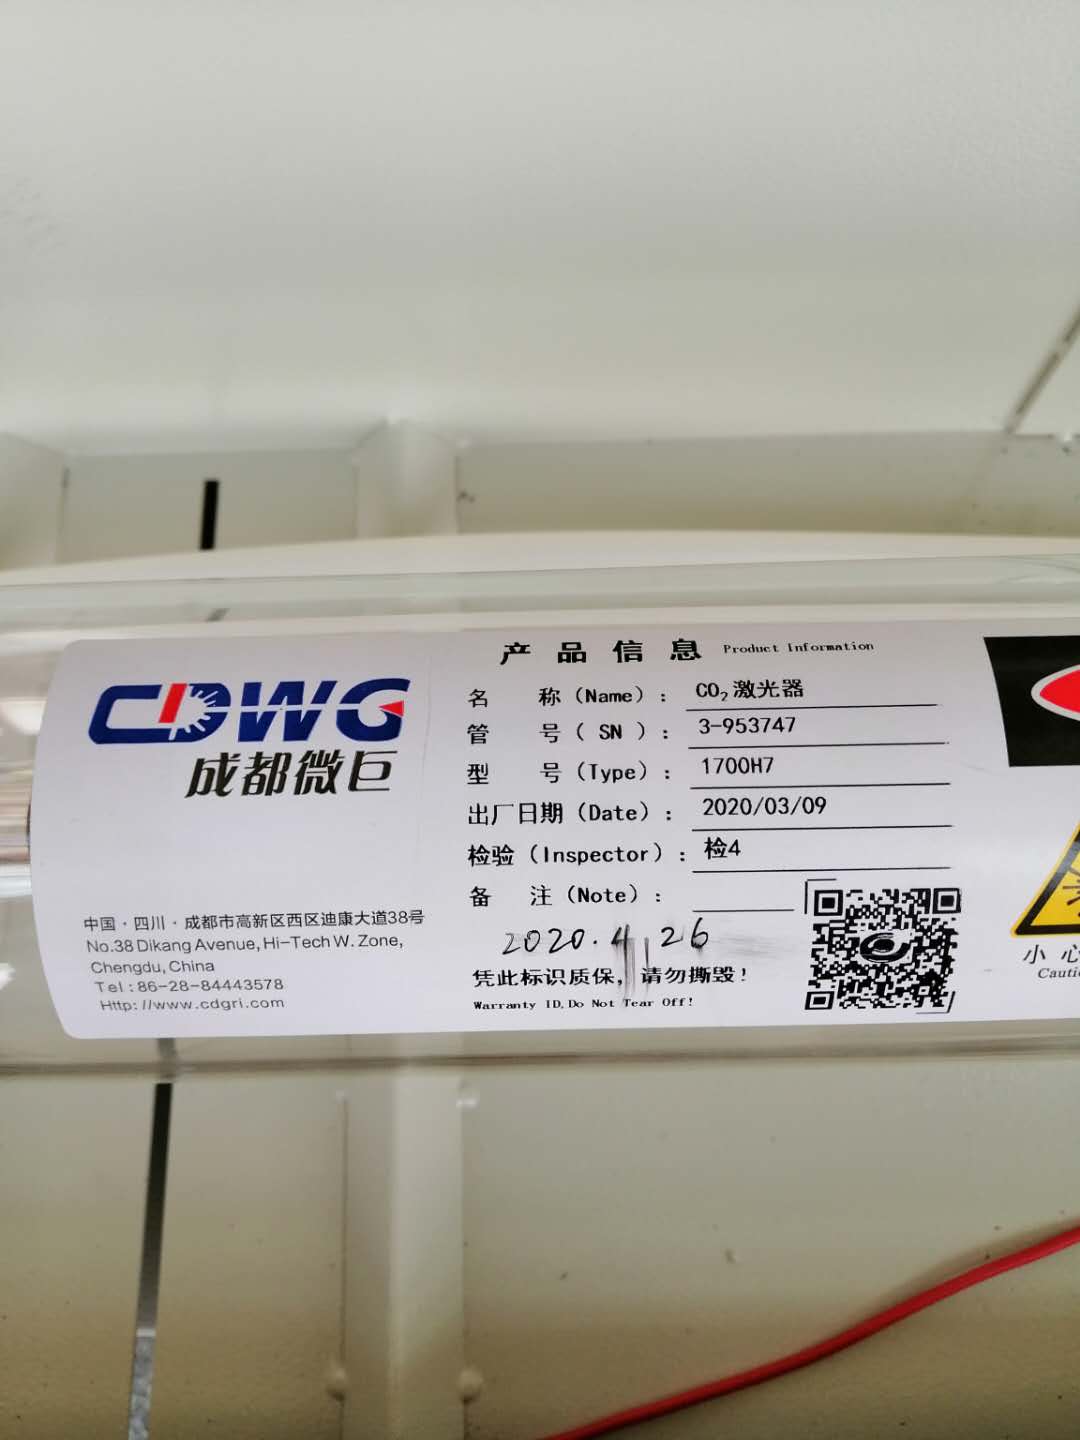 CDWG
成都微巨
中国·四川·成都市高新区西区迪康大道38号
No.38 Dikang Avenue, Hi-Tech W. Zone,
Chengdu, China
Tel:86-28-84443578
Http://www.cdgri.com
产品信息 Product Information
名 称(Name): CO₂激光器
管 号( SN ): 3-953747
型 号(Type): 1700H7
出厂日期(Date): 2020/03/09
检验(Inspector): 检4
备 注(Note):
2020.4.26
凭此标识质保,请勿撕毁!
Warranty ID,Do Not Tear Off!
小心